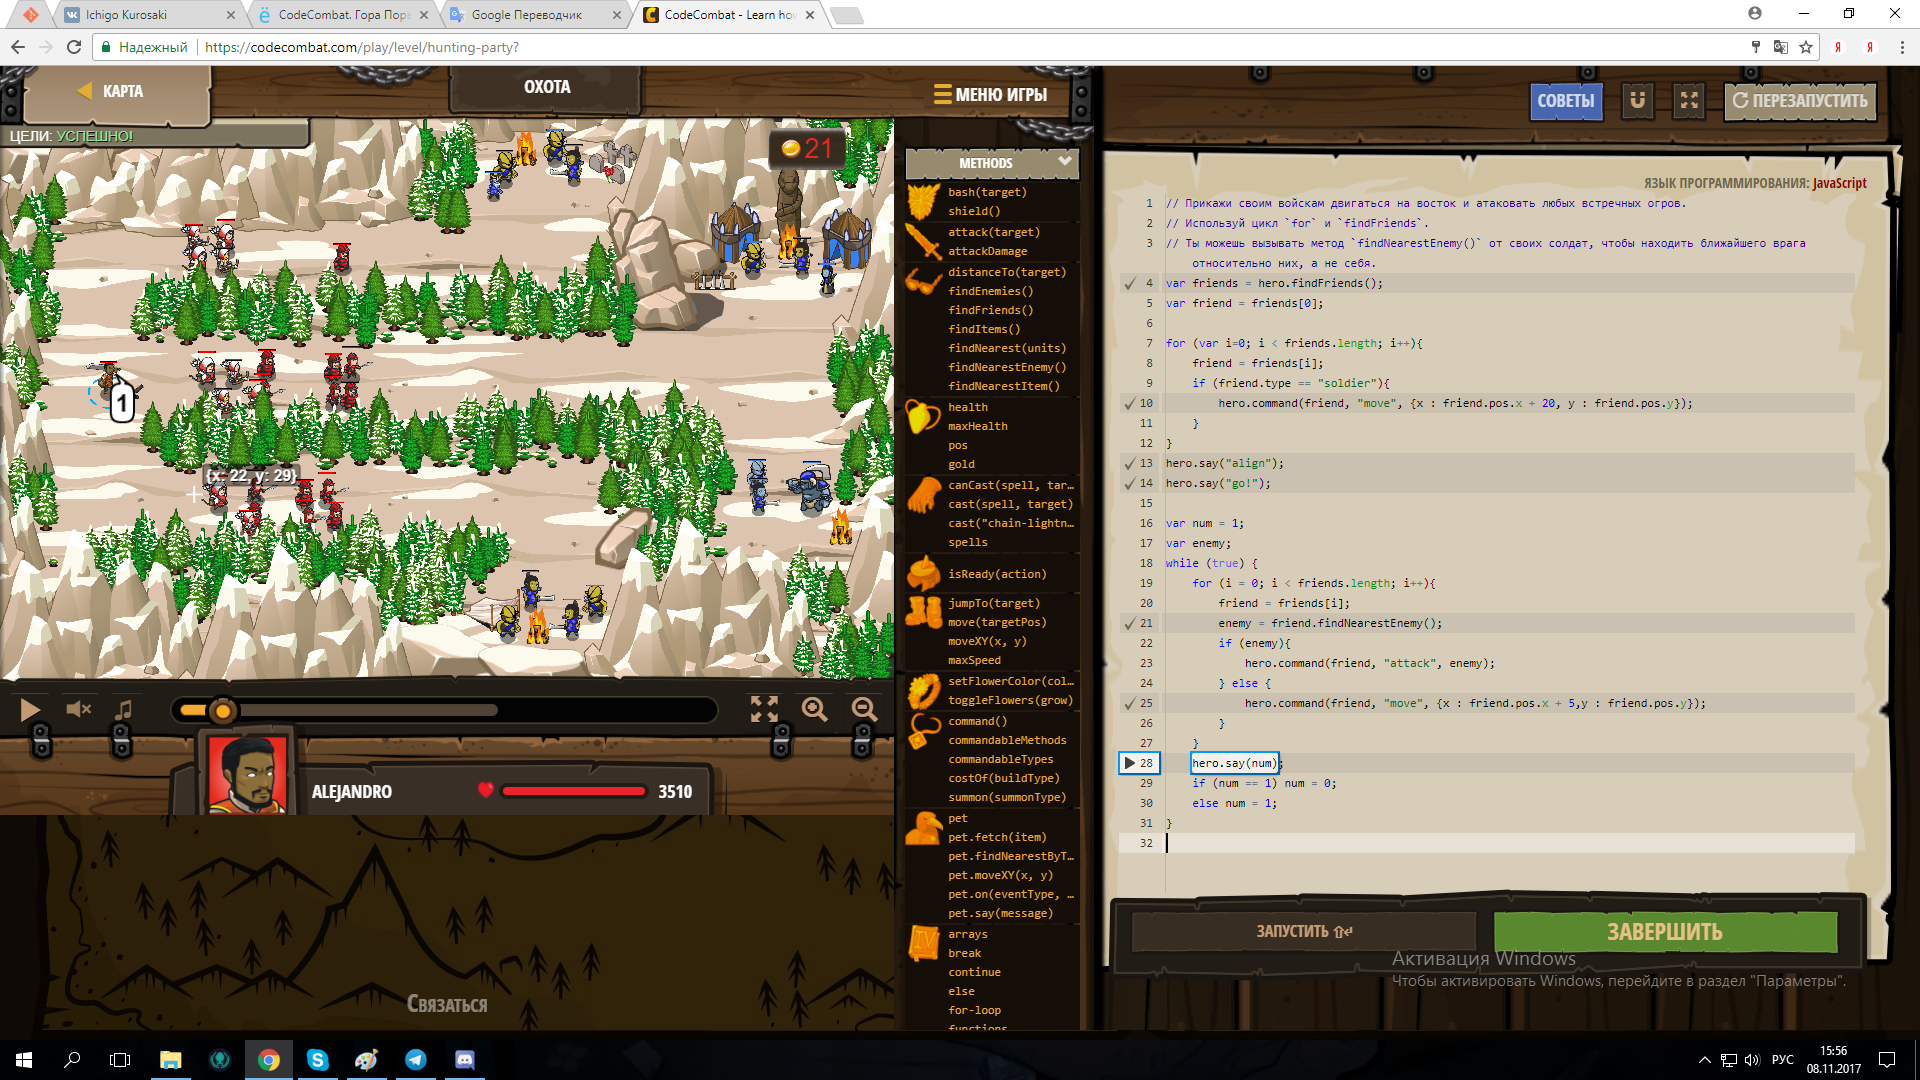 Ichigo Kurosaki
CodeCombat. Гора Пор
Google Переводчик
CodeCombat - Learn how
Надежный
https://codecombat.com/play/level/hunting-party?
КАРТА
ОХОТА
МЕНЮ ИГРЫ
ЦЕЛИ: УСПЕШНО!
21
1
{x: 22, y: 29}
ALEJANDRO
3510
Связаться
METHODS
bash(target)
shield()
attack(target)
attackDamage
distanceTo(target)
findEnemies()
findFriends()
findItems()
findNearest(units)
findNearestEnemy()
findNearestItem()
health
maxHealth
pos
gold
canCast(spell, tar...
cast(spell, target)
cast("chain-lightn...
spells
isReady(action)
jumpTo(target)
move(targetPos)
moveXY(x, y)
maxSpeed
setFlowerColor(col...
toggleFlowers(grow)
command()
commandableMethods
commandableTypes
costOf(buildType)
summon(summonType)
pet
pet.fetch(item)
pet.findNearestByT...
pet.moveXY(x, y)
pet.on(eventType, ...
pet.say(message)
arrays
break
continue
else
for-loop
functions
СОВЕТЫ
ПЕРЕЗАПУСТИТЬ
ЯЗЫК ПРОГРАММИРОВАНИЯ: JavaScript
1 // Прикажи своим войскам двигаться на восток и атаковать любых встречных огров.
2 // Используй цикл `for` и `findFriends`.
3 // Ты можешь вызывать метод `findNearestEnemy()` от своих солдат, чтобы находить ближайшего врага
относительно них, а не себя.
4 var friends = hero.findFriends();
5 var friend = friends[0];
6
7 for (var i=0; i < friends.length; i++){
8 friend = friends[i];
9 if (friend.type == "soldier"){
10 hero.command(friend, "move", {x : friend.pos.x + 20, y : friend.pos.y});
11 }
12 }
13 hero.say("align");
14 hero.say("go!");
15
16 var num = 1;
17 var enemy;
18 while (true) {
19 for (i = 0; i < friends.length; i++){
20 friend = friends[i];
21 enemy = friend.findNearestEnemy();
22 if (enemy){
23 hero.command(friend, "attack", enemy);
24 } else {
25 hero.command(friend, "move", {x : friend.pos.x + 5,y : friend.pos.y});
26 }
27 }
28 hero.say(num);
29 if (num == 1) num = 0;
30 else num = 1;
31 }
32
ЗАПУСТИТЬ
ЗАВЕРШИТЬ
Активация Windows
Чтобы активировать Windows, перейдите в раздел "Параметры".
РУС
15:56
08.11.2017